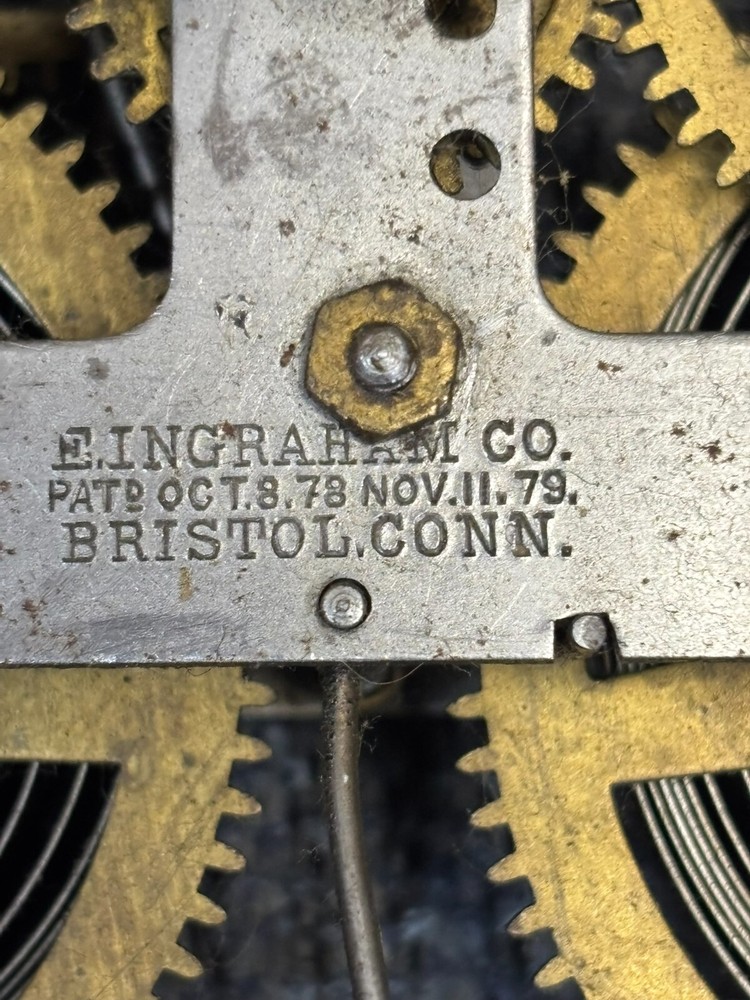 E.INGRAHAM CO.
PATD OCT.8.78 NOV.11.79.
BRISTOL.CONN.